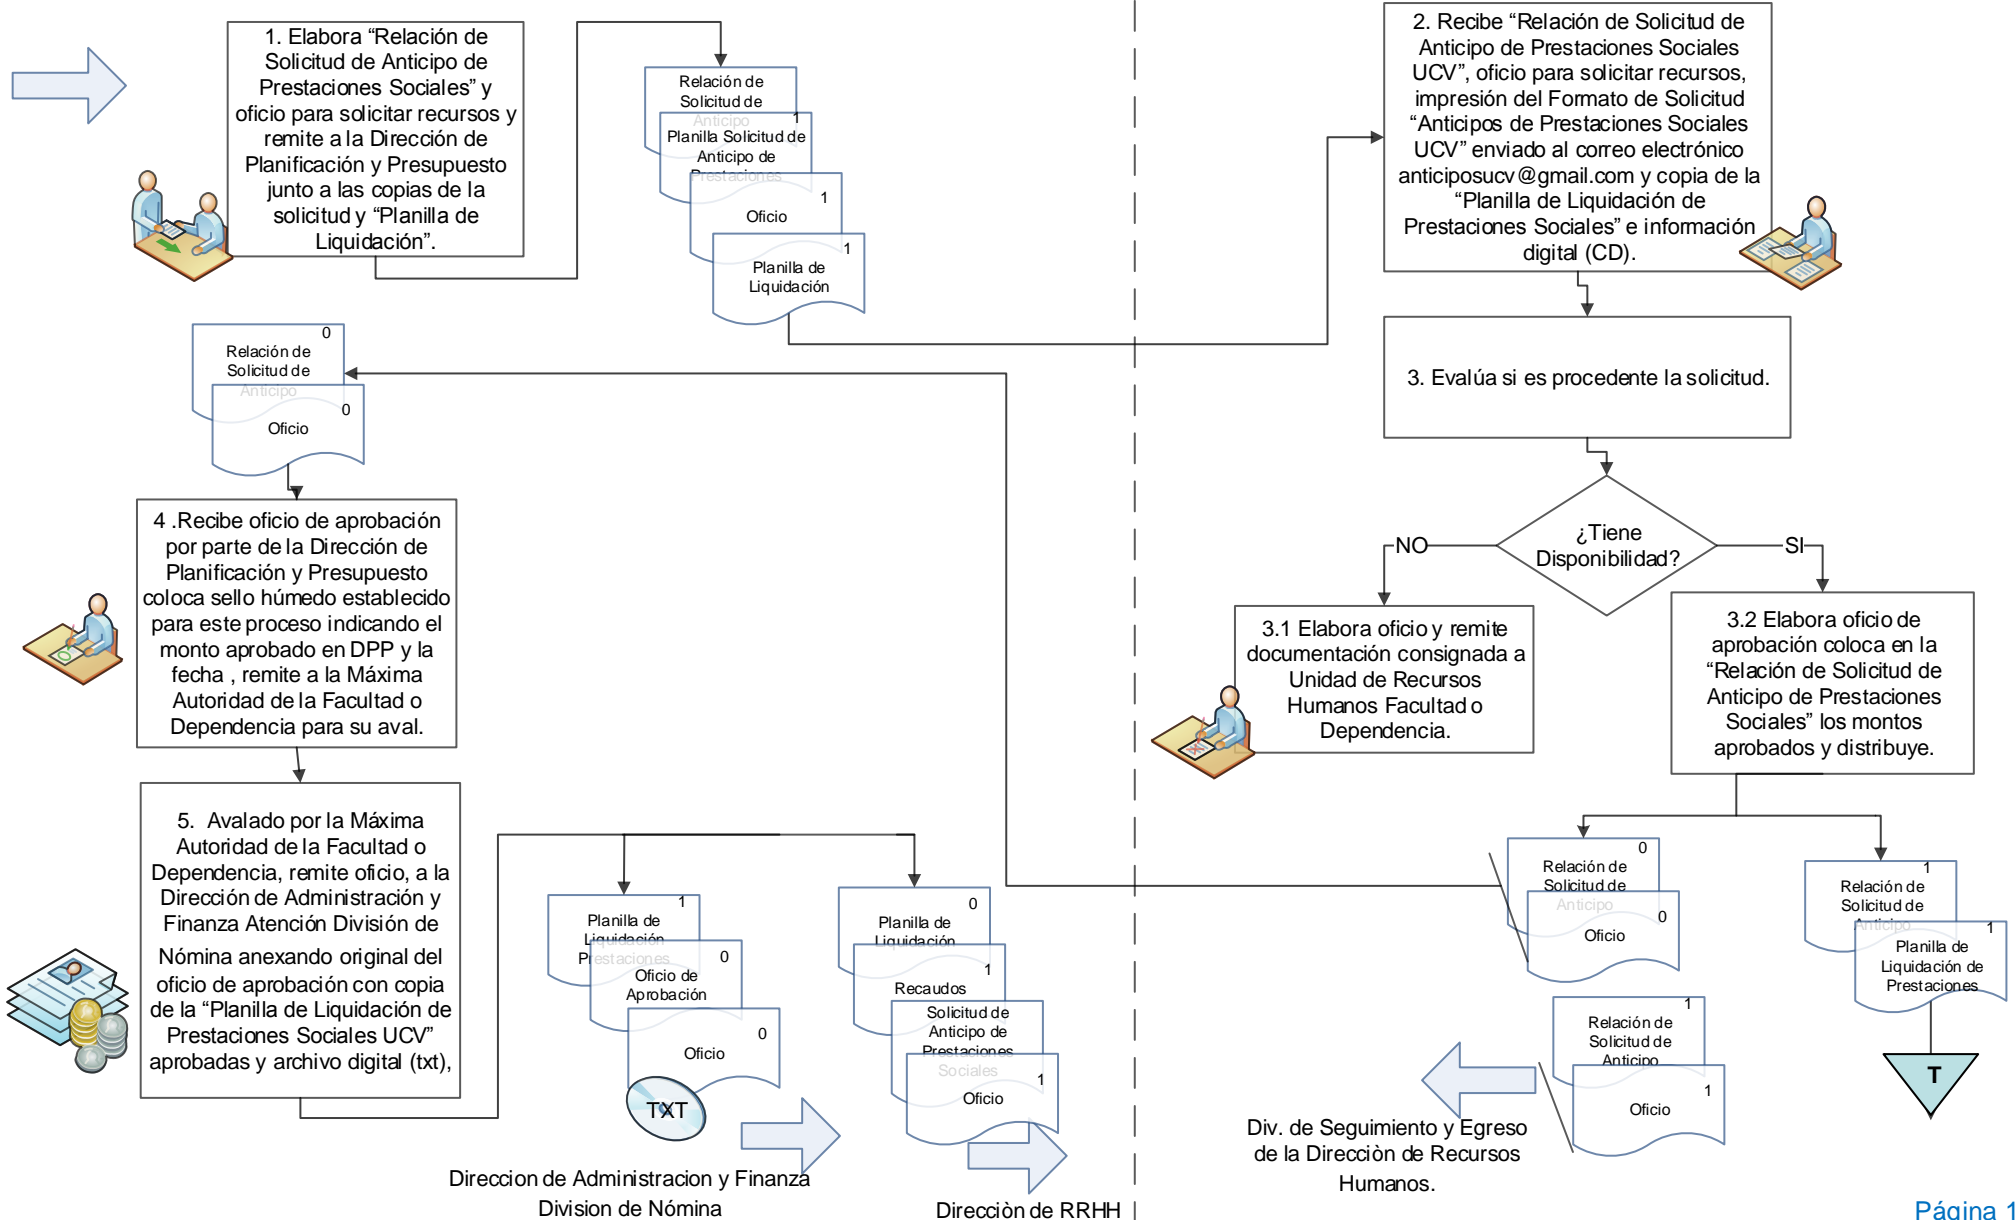 1. Elabora “Relación de
Solicitud de Anticipo de
Prestaciones Sociales” y
oficio para solicitar recursos y
remite a la Dirección de
Planificación y Presupuesto
junto a las copias de la
solicitud y “Planilla de
Liquidación”.
Relación de
Solicitud de
Anticipo
1
Planilla Solicitud de
Anticipo de
Prestaciones
1
Oficio
1
Planilla de
Liquidación
2. Recibe “Relación de Solicitud de
Anticipo de Prestaciones Sociales
UCV”, oficio para solicitar recursos,
impresión del Formato de Solicitud
“Anticipos de Prestaciones Sociales
UCV” enviado al correo electrónico
anticiposucv@gmail.com y copia de la
“Planilla de Liquidación de
Prestaciones Sociales” e información
digital (CD).
3. Evalúa si es procedente la solicitud.
¿Tiene
Disponibilidad?
NO
SI
3.1 Elabora oficio y remite
documentación consignada a
Unidad de Recursos
Humanos Facultad o
Dependencia.
3.2 Elabora oficio de
aprobación coloca en la
“Relación de Solicitud de
Anticipo de Prestaciones
Sociales” los montos
aprobados y distribuye.
0
Relación de
Solicitud de
Anticipo
0
Oficio
4 .Recibe oficio de aprobación
por parte de la Dirección de
Planificación y Presupuesto
coloca sello húmedo establecido
para este proceso indicando el
monto aprobado en DPP y la
fecha , remite a la Máxima
Autoridad de la Facultad o
Dependencia para su aval.
5.  Avalado por la Máxima
Autoridad de la Facultad o
Dependencia, remite oficio, a la
Dirección de Administración y
Finanza Atención División de
Nómina anexando original del
oficio de aprobación con copia
de la “Planilla de Liquidación de
Prestaciones Sociales UCV”
aprobadas y archivo digital (txt),
1
Planilla de
Liquidación
Prestaciones
0
Oficio de
Aprobación
0
Oficio
TXT
Direccion de Administracion y Finanza
Division de Nómina
0
Planilla de
Liquidación
1
Recaudos
Solicitud de
Anticipo de
Prestaciones
Sociales
1
Oficio
Direcciòn de RRHH
0
Relación de
Solicitud de
Anticipo
0
Oficio
1
Relación de
Solicitud de
Anticipo
1
Planilla de
Liquidación de
Prestaciones
T
1
Relación de
Solicitud de
Anticipo
1
Oficio
Div. de Seguimiento y Egreso
de la Direcciòn de Recursos
Humanos.
Página 1